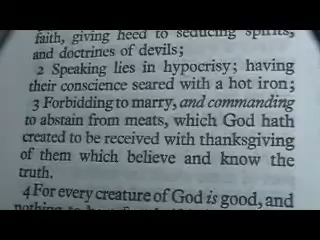 faith, giving heed to seducing spirits,
and doctrines of devils;
2 Speaking lies in hypocrisy; having
their conscience seared with a hot iron;
3 Forbidding to marry, and commanding
to abstain from meats, which God hath
created to be received with thanksgiving
of them which believe and know the
truth.
4 For every creature of God is good, and
nothing to be